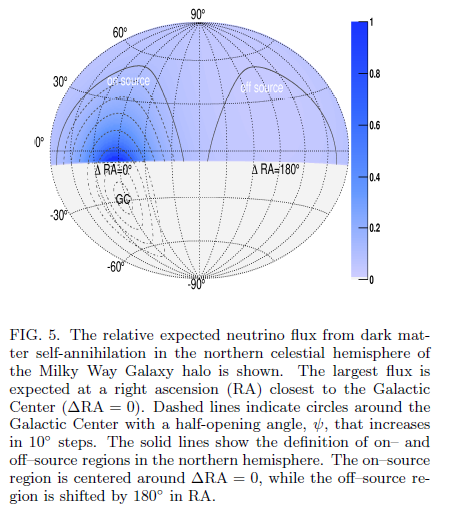 90°
60°
1
30°
on source
off source
0.8
0.6
0°
Δ RA=0°
Δ RA=180°
0.4
GC
-30°
0.2
-60°
-90°
0
FIG. 5. The relative expected neutrino flux from dark mat-
ter self-annihilation in the northern celestial hemisphere of
the Milky Way Galaxy halo is shown. The largest flux is
expected at a right ascension (RA) closest to the Galactic
Center (ΔRA = 0). Dashed lines indicate circles around the
Galactic Center with a half-opening angle, ψ, that increases
in 10° steps. The solid lines show the definition of on– and
off–source regions in the northern hemisphere. The on–source
region is centered around ΔRA = 0, while the off–source re-
gion is shifted by 180° in RA.